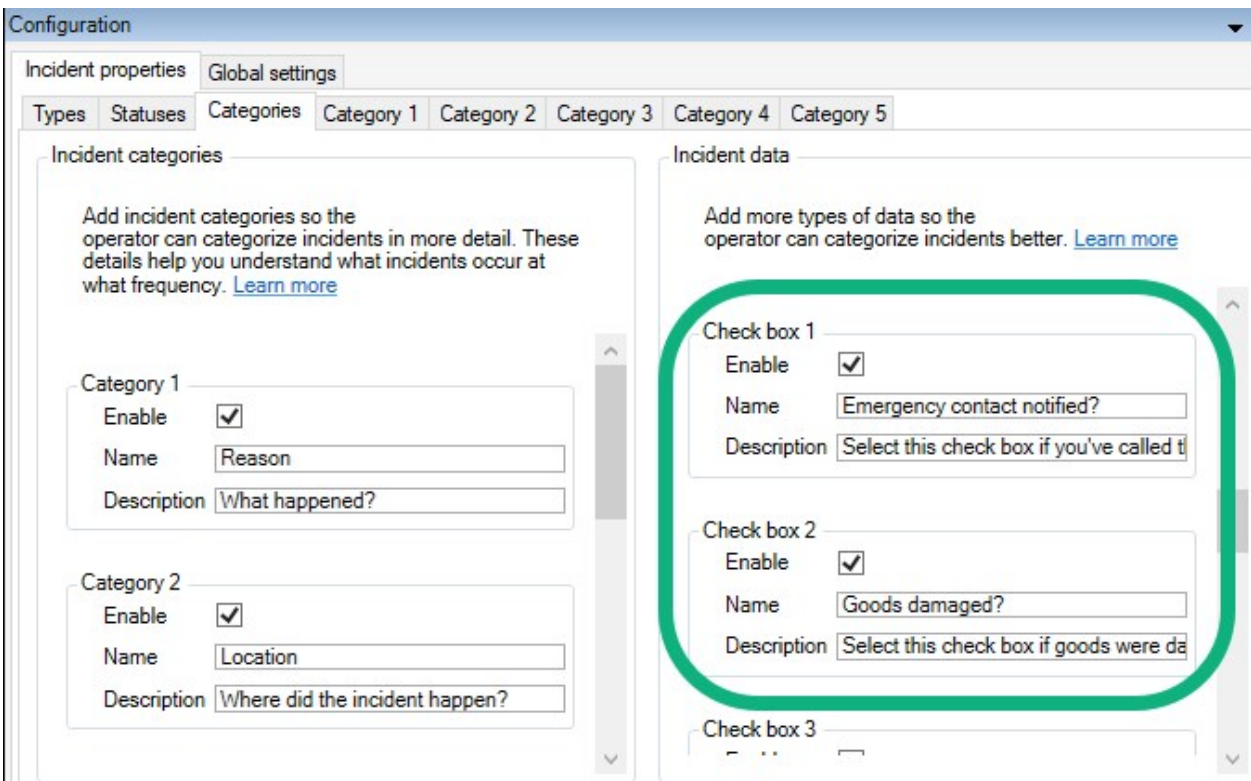 Configuration
Incident properties Global settings
Types Statuses Categories Category 1 Category 2 Category 3 Category 4 Category 5
Incident categories
Add incident categories so the
operator can categorize incidents in more detail. These
details help you understand what incidents occur at
what frequency. Learn more
Category 1
Enable
Name Reason
Description What happened?
Category 2
Enable
Name Location
Description Where did the incident happen?
Incident data
Add more types of data so the
operator can categorize incidents better. Learn more
Check box 1
Enable
Name Emergency contact notified?
Description Select this check box if you've called
Check box 2
Enable
Name Goods damaged?
Description Select this check box if goods were da
Check box 3